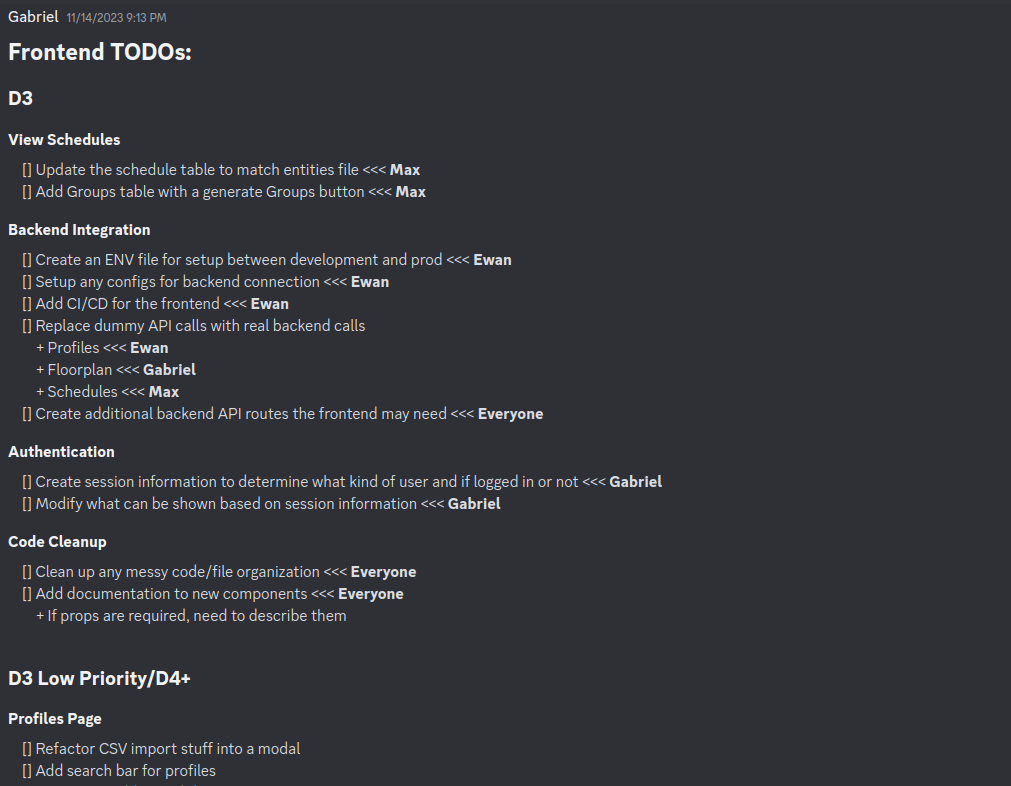 Gabriel 11/14/2023 9:13 PM
Frontend TODOs:
D3
View Schedules
[] Update the schedule table to match entities file <<< Max
[] Add Groups table with a generate Groups button <<< Max
Backend Integration
[] Create an ENV file for setup between development and prod <<< Ewan
[] Setup any configs for backend connection <<< Ewan
[] Add CI/CD for the frontend <<< Ewan
[] Replace dummy API calls with real backend calls
+ Profiles <<< Ewan
+ Floorplan <<< Gabriel
+ Schedules <<< Max
[] Create additional backend API routes the frontend may need <<< Everyone
Authentication
[] Create session information to determine what kind of user and if logged in or not <<< Gabriel
[] Modify what can be shown based on session information <<< Gabriel
Code Cleanup
[] Clean up any messy code/file organization <<< Everyone
[] Add documentation to new components <<< Everyone
+ If props are required, need to describe them
D3 Low Priority/D4+
Profiles Page
[] Refactor CSV import stuff into a modal
[] Add search bar for profiles